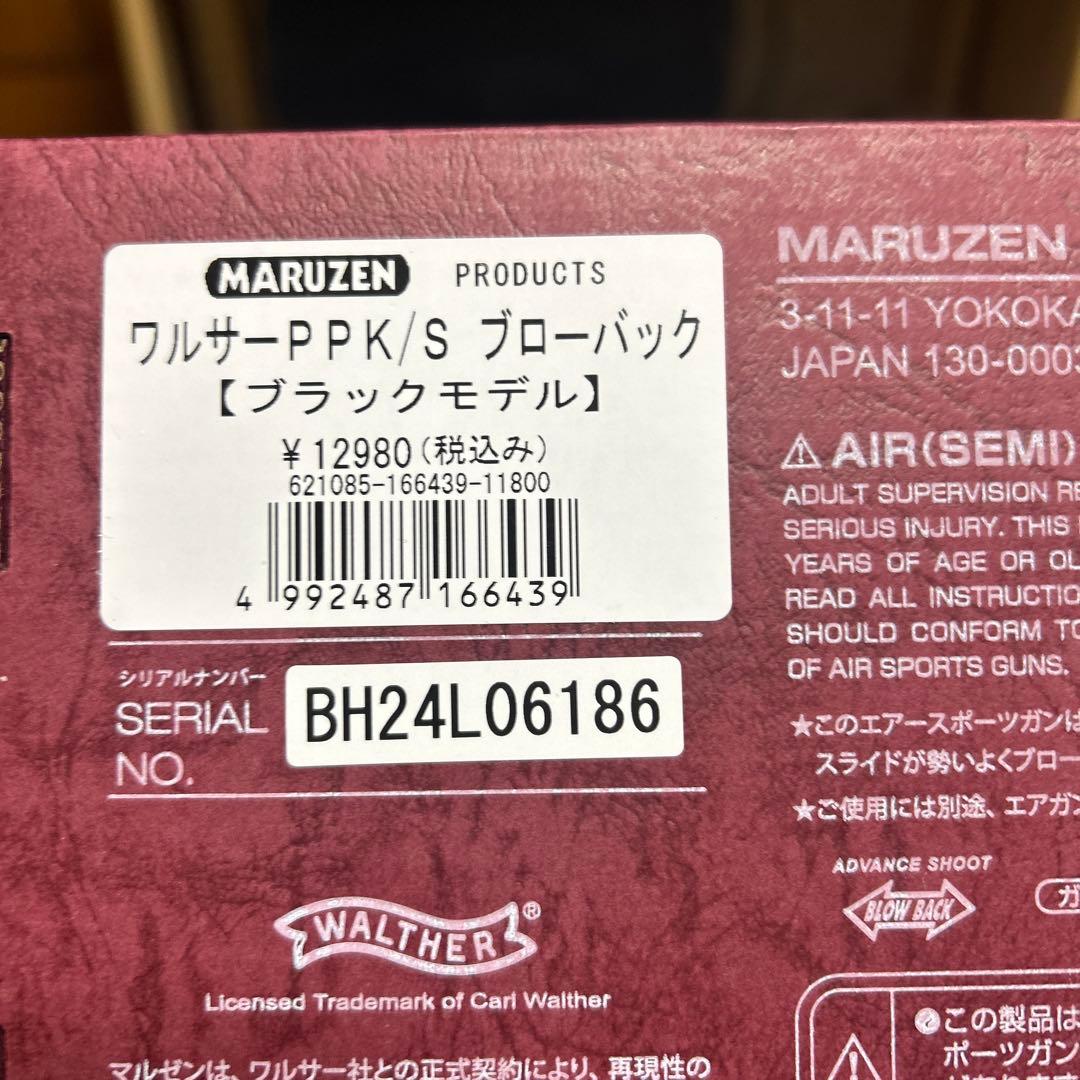 MARUZEN PRODUCTS
ワルサーPPK/S ブローバック
【ブラックモデル】
¥12980(税込み)
621085-166439-11800
4 992487 166439
シリアルナンバー
SERIAL NO.
BH24L06186
WALTHER®
Licensed Trademark of Carl Walther
マルゼンは、ワルサー社との正式契約により、再現性の
MARUZEN
3-11-11 YOKOKA
JAPAN 130-0003
⚠AIR(SEMI)
ADULT SUPERVISION RE
SERIOUS INJURY. THIS
YEARS OF AGE OR OL
READ ALL INSTRUCTIO
SHOULD CONFORM TO
OF AIR SPORTS GUNS.
★このエアースポーツガンは
スライドが勢いよくブロー
★ご使用には別途、エアガン
ADVANCE SHOOT
BLOW BACK
ガ
この製品は
ポーツガン